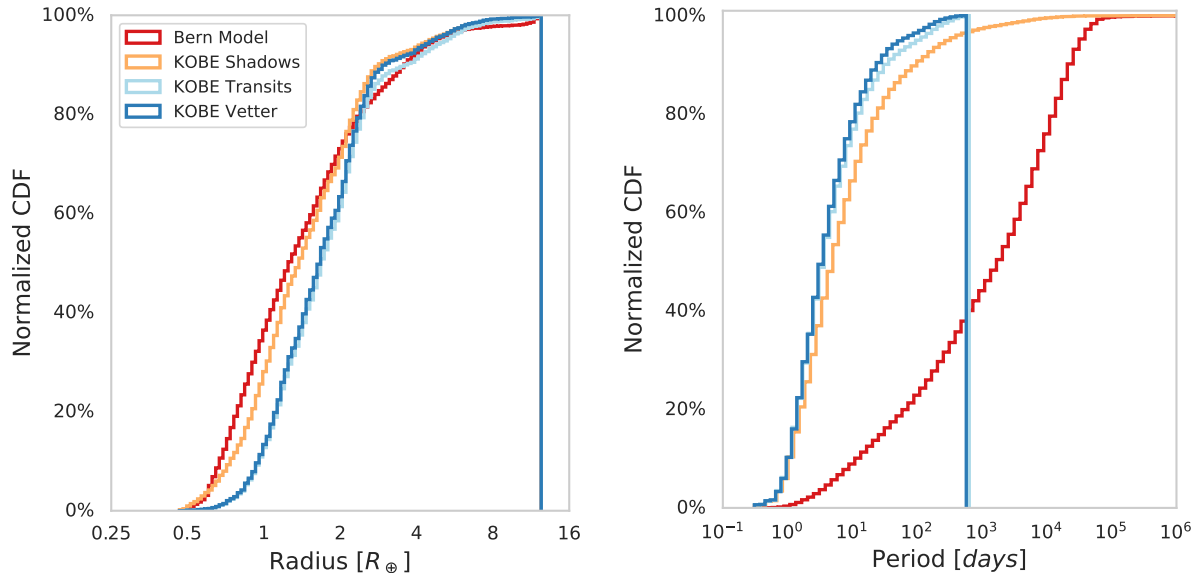 Normalized CDF
100%
80%
60%
40%
20%
0%
Bern Model
KOBE Shadows
KOBE Transits
KOBE Vetter
0.25 0.5 1 2 4 8 16
Radius [R⊕]
Normalized CDF
100%
80%
60%
40%
20%
0%
10⁻¹ 10⁰ 10¹ 10² 10³ 10⁴ 10⁵ 10⁶
Period [days]